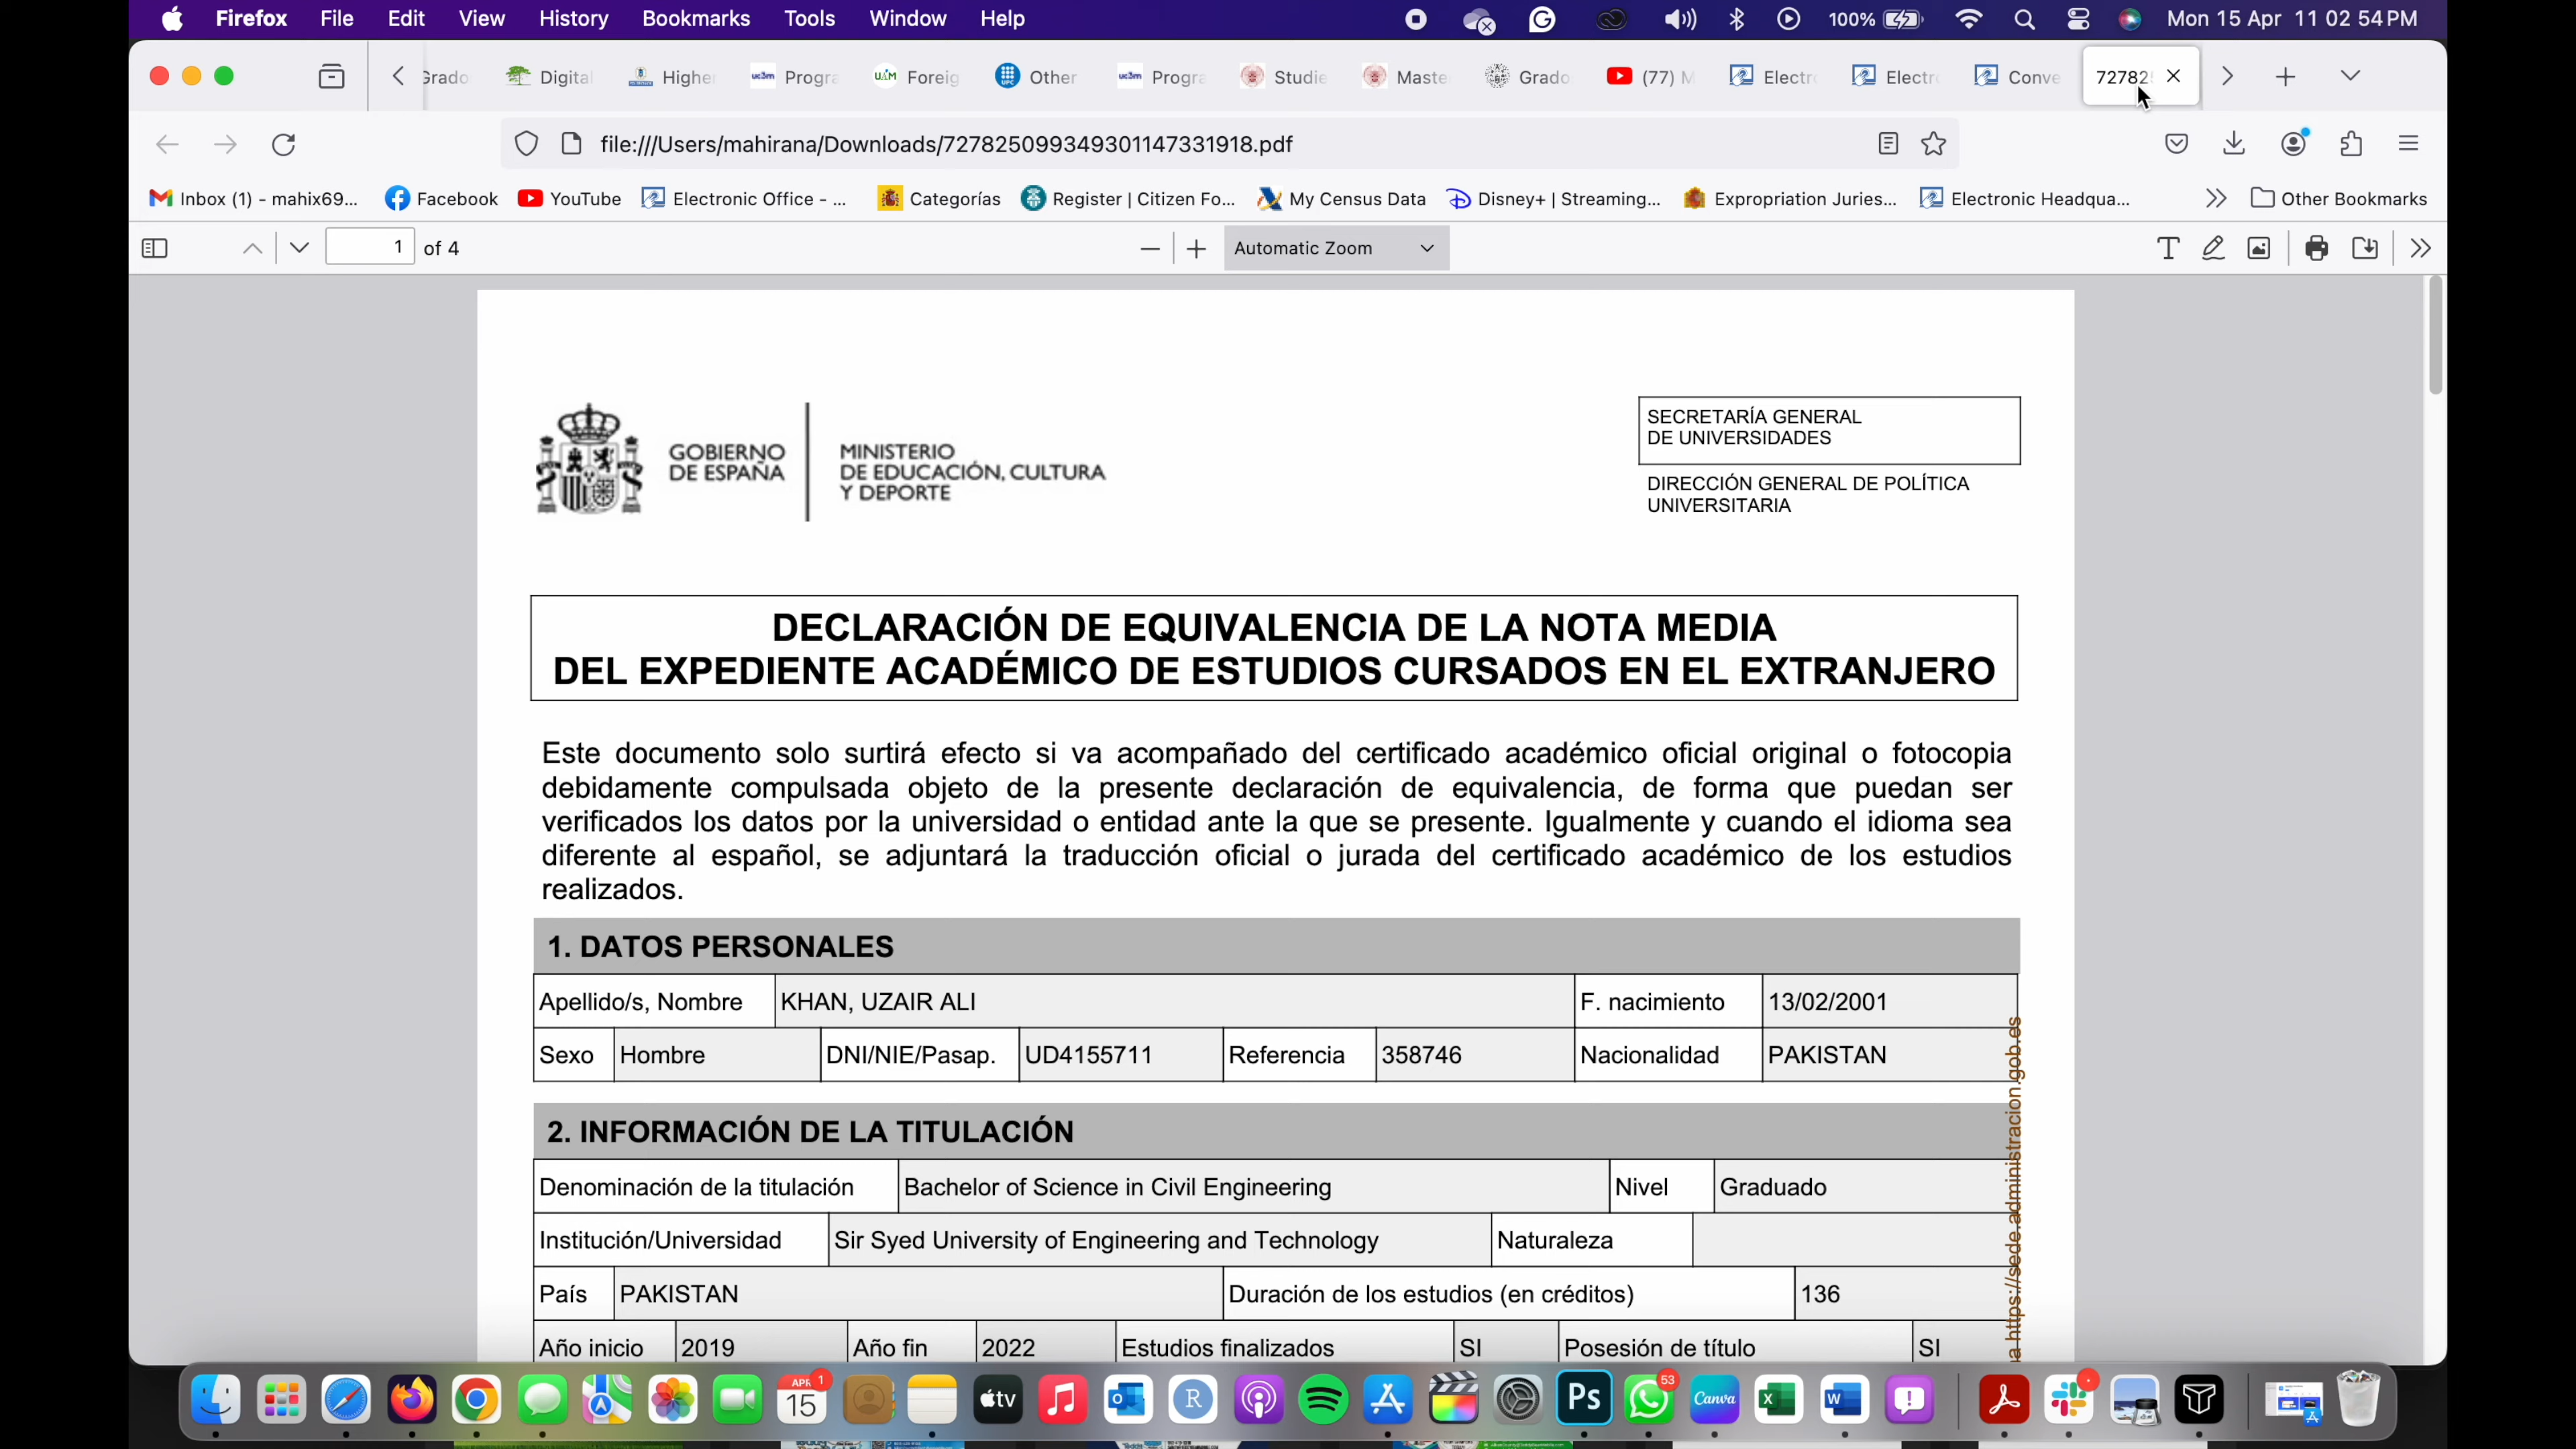 Firefox File Edit View History Bookmarks Tools Window Help 100% Mon 15 Apr 11 02 54 PM
Grado Digital Highe Progra Foreig Other Progra Studie Maste Grado (77) M Electr Electr Conve 72782
file:///Users/mahirana/Downloads/727825099349301147331918.pdf
Inbox (1) - mahix69... Facebook YouTube Electronic Office - ... Categorías Register | Citizen Fo... My Census Data Disney+ | Streaming... Expropriation Juries... Electronic Headqua... Other Bookmarks
1 of 4 Automatic Zoom
GOBIERNO
DE ESPAÑA
MINISTERIO
DE EDUCACIÓN, CULTURA
Y DEPORTE
SECRETARÍA GENERAL
DE UNIVERSIDADES
DIRECCIÓN GENERAL DE POLÍTICA
UNIVERSITARIA
DECLARACIÓN DE EQUIVALENCIA DE LA NOTA MEDIA
DEL EXPEDIENTE ACADÉMICO DE ESTUDIOS CURSADOS EN EL EXTRANJERO
Este documento solo surtirá efecto si va acompañado del certificado académico oficial original o fotocopia
debidamente compulsada objeto de la presente declaración de equivalencia, de forma que puedan ser
verificados los datos por la universidad o entidad ante la que se presente. Igualmente y cuando el idioma sea
diferente al español, se adjuntará la traducción oficial o jurada del certificado académico de los estudios
realizados.
1. DATOS PERSONALES
Apellido/s, Nombre KHAN, UZAIR ALI F. nacimiento 13/02/2001
Sexo Hombre DNI/NIE/Pasap. UD4155711 Referencia 358746 Nacionalidad PAKISTAN
2. INFORMACIÓN DE LA TITULACIÓN
Denominación de la titulación Bachelor of Science in Civil Engineering Nivel Graduado
Institución/Universidad Sir Syed University of Engineering and Technology Naturaleza
País PAKISTAN Duración de los estudios (en créditos) 136
Año inicio 2019 Año fin 2022 Estudios finalizados SI Posesión de título SI
a https://sede.administracion.gob.es
APR 15 1 tv R Ps 53 Canva X W